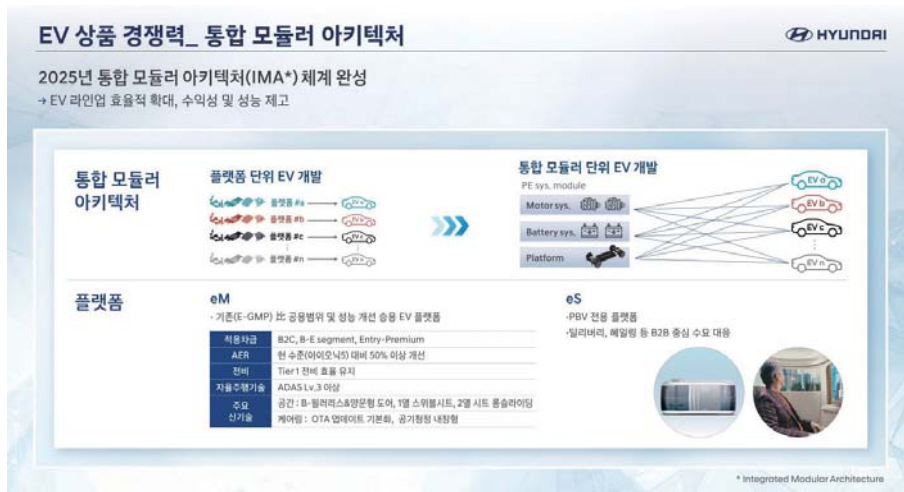 EV 상품 경쟁력_ 통합 모듈러 아키텍처
HYUNDAI
2025년 통합 모듈러 아키텍처(IMA*) 체계 완성
→ EV 라인업 효율적 확대, 수익성 및 성능 제고
통합 모듈러
아키텍처
플랫폼 단위 EV 개발
플랫폼 #a
EV a
플랫폼 #b
EV b
플랫폼 #c
EV c
플랫폼 #n
EV n
통합 모듈러 단위 EV 개발
PE sys. module
Motor sys.
Battery sys.
Platform
EV a
EV b
EV c
EV n
플랫폼
eM
· 기존(E-GMP) 比 공용범위 및 성능 개선 승용 EV 플랫폼
적용차급 B2C, B-E segment, Entry-Premium
AER 현 수준(아이오닉5) 대비 50% 이상 개선
전비 Tier1 전비 효율 유지
자율주행기술 ADAS Lv.3 이상
주요
신기술
공간 : B-필러리스&양문형 도어, 1열 스위블시트, 2열 시트 롱슬라이딩
케어링 : OTA 업데이트 기본화, 공기청정 내장형
eS
·PBV 전용 플랫폼
·딜리버리, 헤일링 등 B2B 중심 수요 대응
* Integrated Modular Architecture